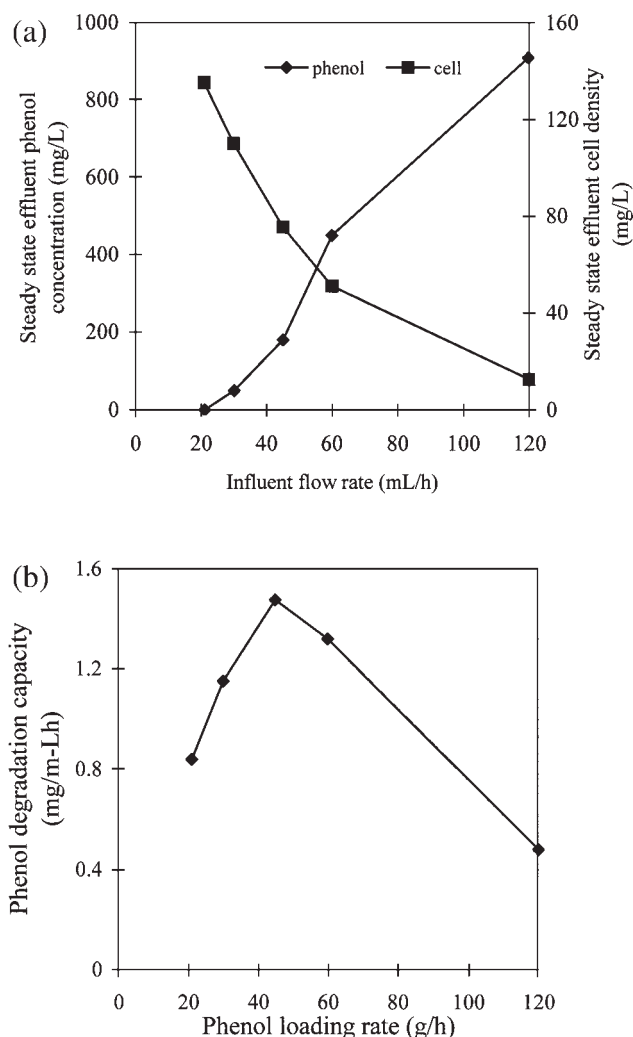 (a)
Steady state effluent phenol
concentration (mg/L)
1000
800
600
400
200
0
phenol
cell
160
120
80
40
0
Steady state effluent cell density
(mg/L)
0 20 40 60 80 100 120
Influent flow rate (mL/h)
(b)
Phenol degradation capacity
(mg/m-Lh)
1.6
1.2
0.8
0.4
0
0 20 40 60 80 100 120
Phenol loading rate (g/h)